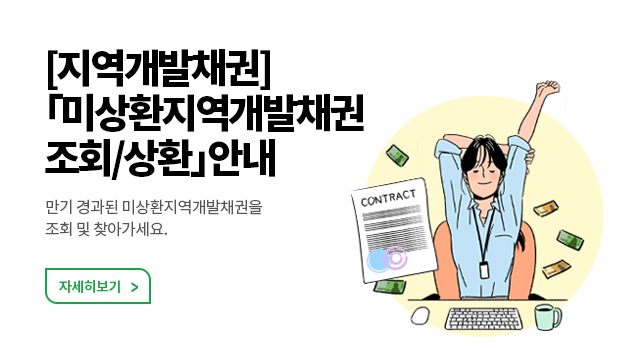 [지역개발채권]
「미상환지역개발채권
조회/상환」안내
만기 경과된 미상환지역개발채권을
조회 및 찾아가세요.
자세히보기 >
CONTRACT